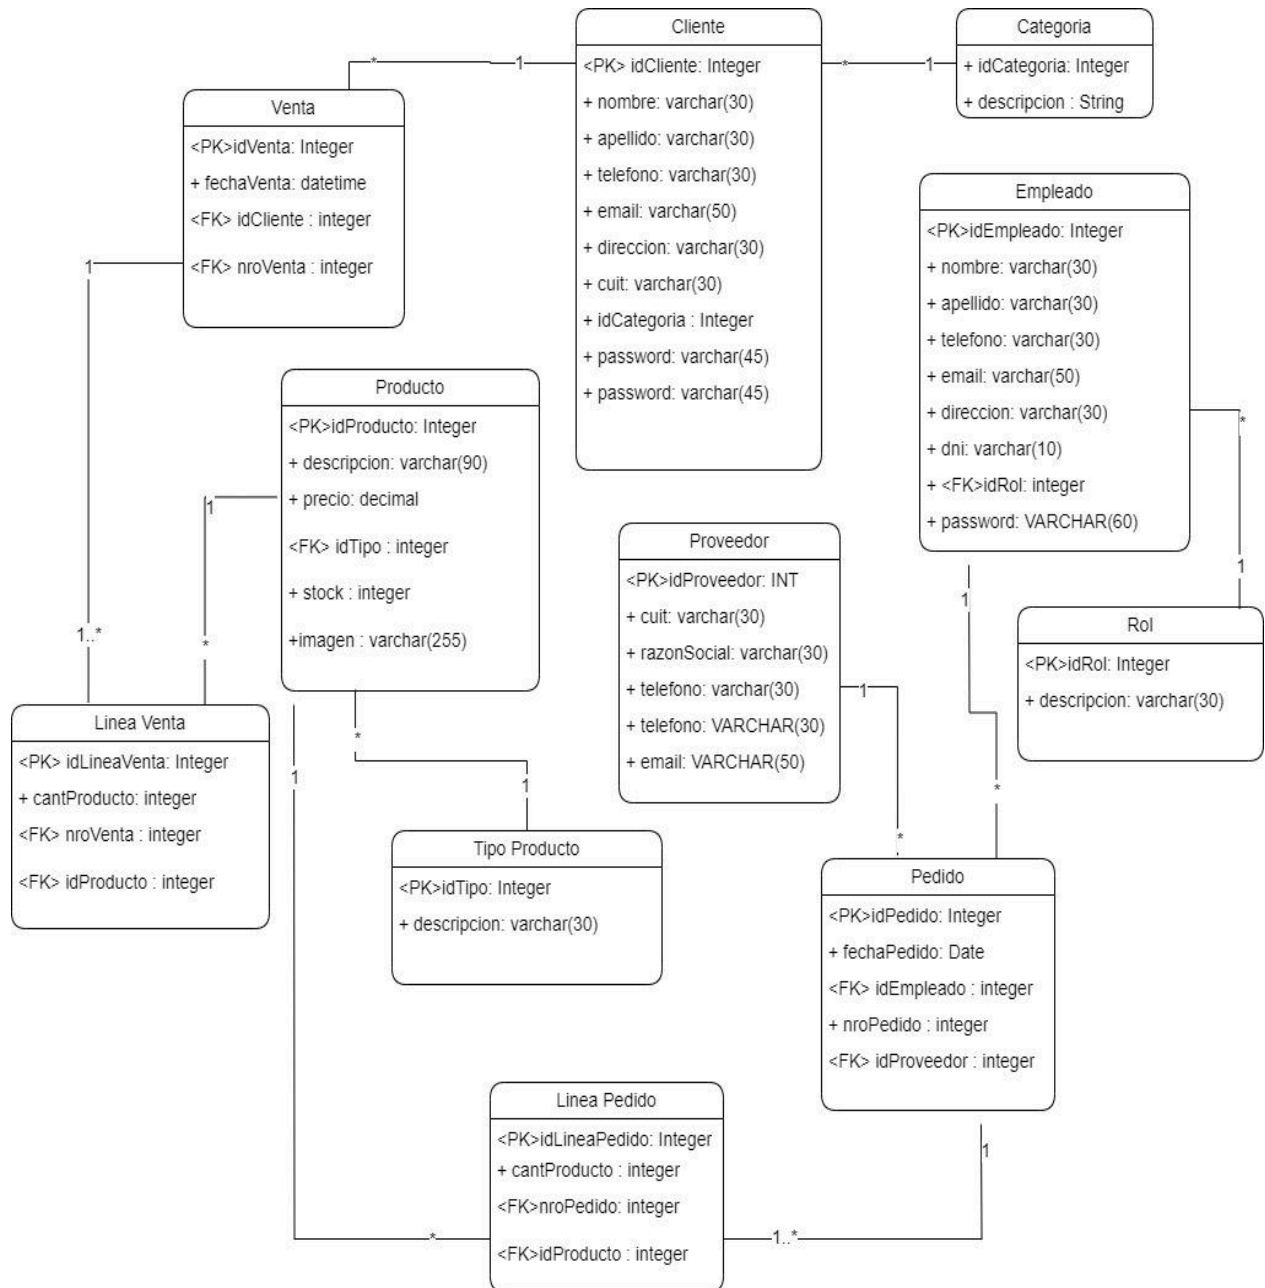 Cliente
<PK> idCliente: Integer
+ nombre: varchar(30)
+ apellido: varchar(30)
+ telefono: varchar(30)
+ email: varchar(50)
+ direccion: varchar(30)
+ cuit: varchar(30)
+ idCategoria : Integer
+ password: varchar(45)
+ password: varchar(45)
*
1
Categoria
+ idCategoria: Integer
+ descripcion : String
*
1
Venta
<PK>idVenta: Integer
+ fechaVenta: datetime
<FK> idCliente : integer
<FK> nroVenta : integer
1
1..*
Empleado
<PK>idEmpleado: Integer
+ nombre: varchar(30)
+ apellido: varchar(30)
+ telefono: varchar(30)
+ email: varchar(50)
+ direccion: varchar(30)
+ dni: varchar(10)
+ <FK>idRol: integer
+ password: VARCHAR(60)
*
1
Producto
<PK>idProducto: Integer
+ descripcion: varchar(90)
+ precio: decimal
<FK> idTipo : integer
+ stock : integer
+imagen : varchar(255)
1
*
Proveedor
<PK>idProveedor: INT
+ cuit: varchar(30)
+ razonSocial: varchar(30)
+ telefono: varchar(30)
+ telefono: VARCHAR(30)
+ email: VARCHAR(50)
1
*
1
*
Rol
<PK>idRol: Integer
+ descripcion: varchar(30)
Linea Venta
<PK> idLineaVenta: Integer
+ cantProducto: integer
<FK> nroVenta : integer
<FK> idProducto : integer
*
1
1
*
Tipo Producto
<PK>idTipo: Integer
+ descripcion: varchar(30)
Pedido
<PK>idPedido: Integer
+ fechaPedido: Date
<FK> idEmpleado : integer
+ nroPedido : integer
<FK> idProveedor : integer
1
1..*
Linea Pedido
<PK>idLineaPedido: Integer
+ cantProducto : integer
<FK>nroPedido: integer
<FK>idProducto : integer